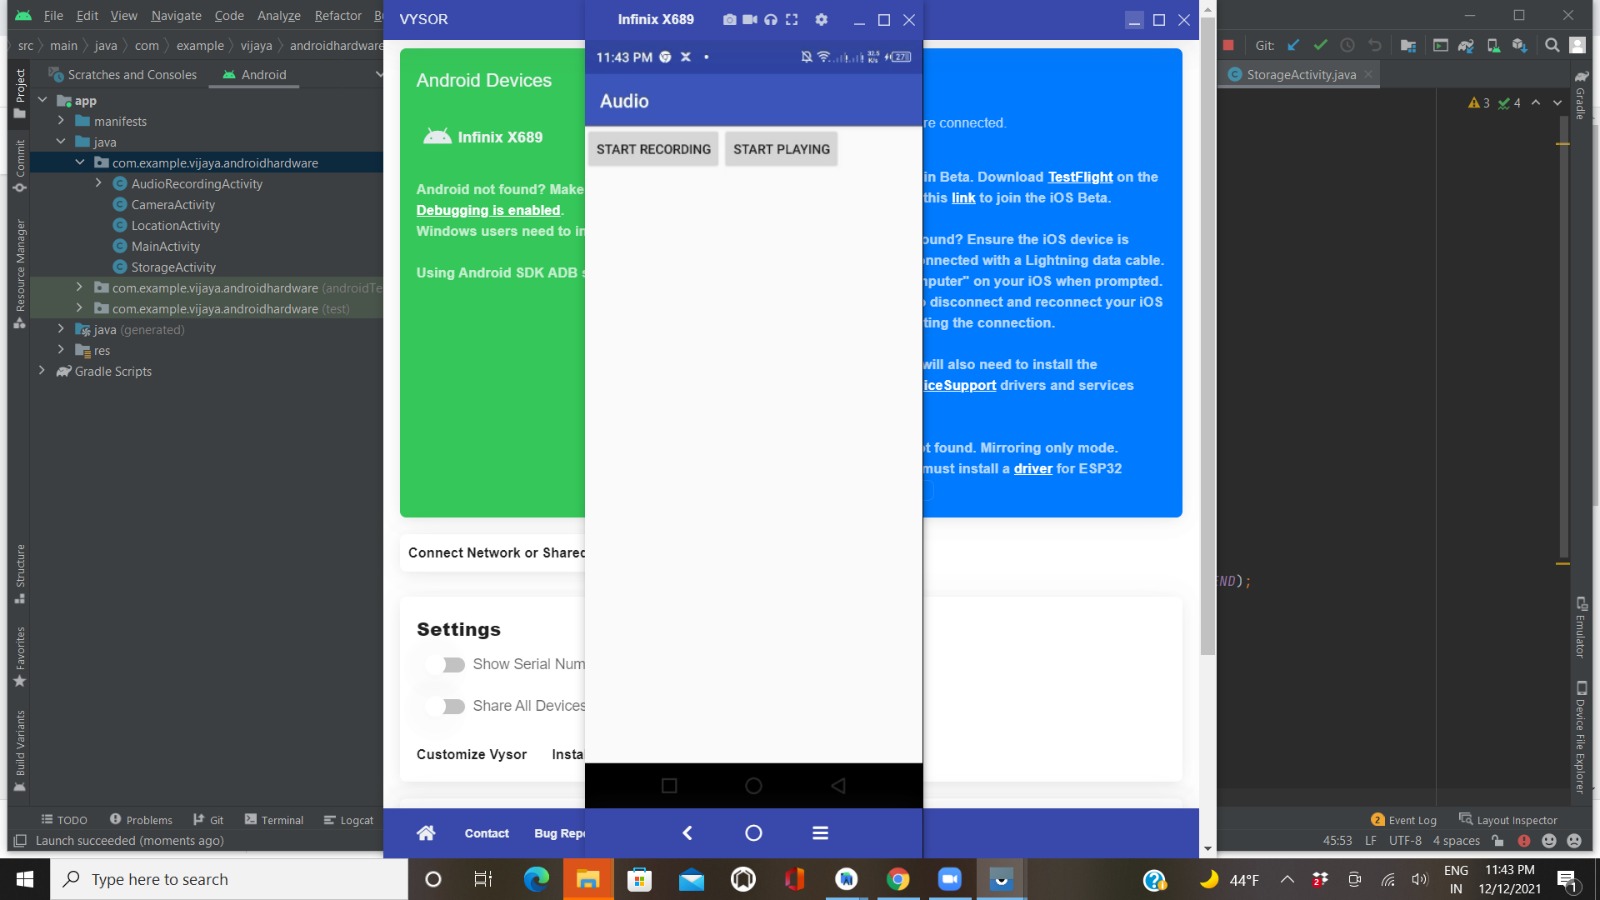 File Edit View Navigate Code Analyze Refactor B
src main java com example vijaya androidhardware
Scratches and Consoles Android
Project
Commit
Resource Manager
Structure
Favorites
Build Variants
app
manifests
java
com.example.vijaya.androidhardware
AudioRecordingActivity
CameraActivity
LocationActivity
MainActivity
StorageActivity
com.example.vijaya.androidhardware (androidTe
com.example.vijaya.androidhardware (test)
java (generated)
res
Gradle Scripts
TODO Problems Git Terminal Logcat
Launch succeeded (moments ago)
VYSOR
Android Devices
Infinix X689
Android not found? Make
Debugging is enabled.
Windows users need to in
Using Android SDK ADB s
Connect Network or Shared
Settings
Show Serial Num
Share All Devices
Customize Vysor Insta
Contact Bug Repo
Infinix X689
11:43 PM
Audio
START RECORDING START PLAYING
re connected.
in Beta. Download TestFlight on the
this link to join the iOS Beta.
ound? Ensure the iOS device is
nnected with a Lightning data cable.
nputer" on your iOS when prompted.
o disconnect and reconnect your iOS
ting the connection.
will also need to install the
iceSupport drivers and services
t found. Mirroring only mode.
must install a driver for ESP32
Git:
StorageActivity.java
3 4
END);
Gradle
Emulator
Device File Explorer
2 Event Log Layout Inspector
45:53 LF UTF-8 4 spaces
Type here to search
44°F
ENG
IN
11:43 PM
12/12/2021
1